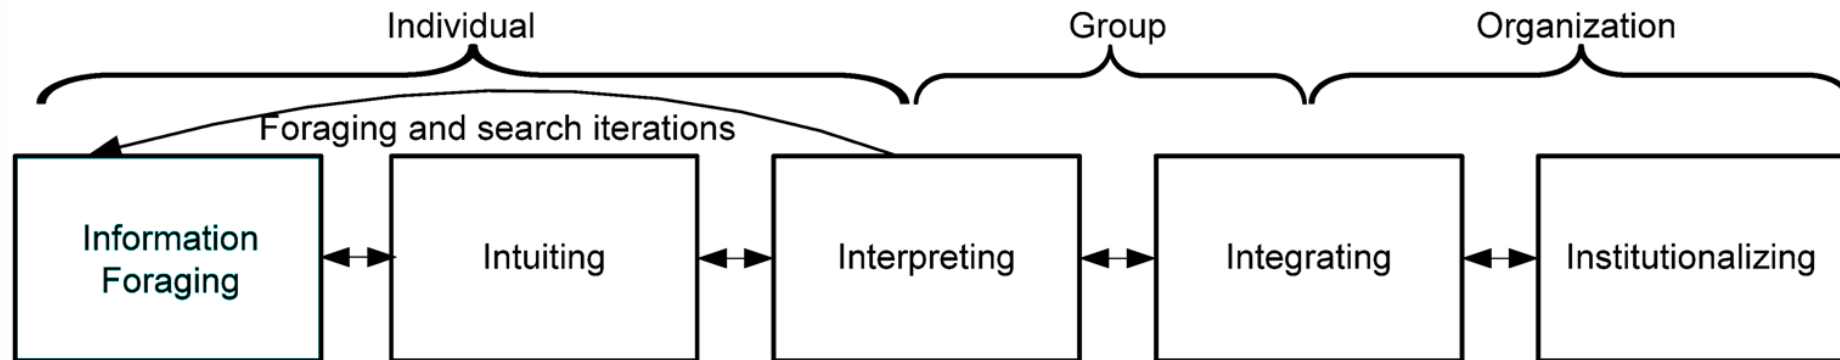 Individual
Group
Organization
Foraging and search iterations
Information
Foraging
Intuiting
Interpreting
Integrating
Institutionalizing